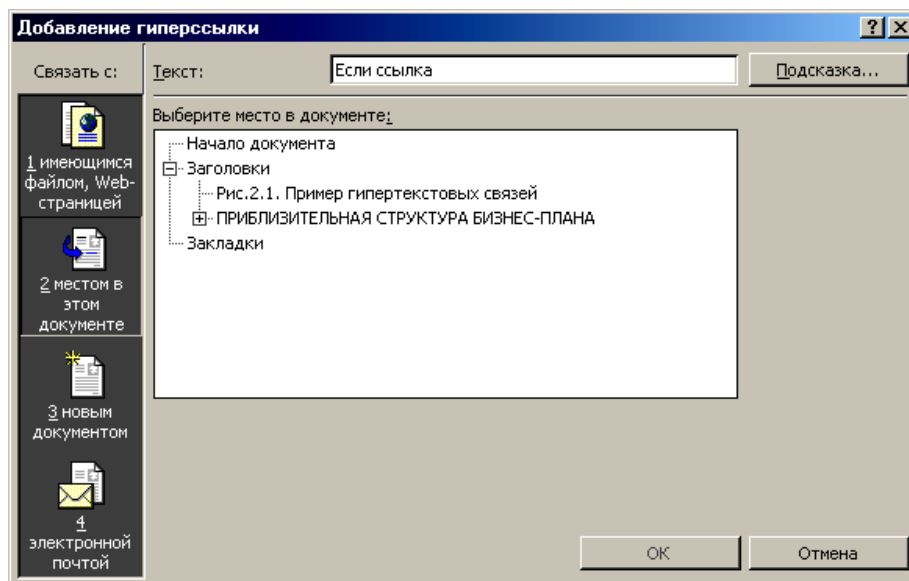 Добавление гиперссылки
Связать с:
Текст:
Если ссылка
Подсказка...
1 имеющимся
файлом, Web-
страницей
2 местом в
этом
документе
3 новым
документом
4
электронной
почтой
Выберите место в документе:
Начало документа
Заголовки
Рис.2.1. Пример гипертекстовых связей
ПРИБЛИЗИТЕЛЬНАЯ СТРУКТУРА БИЗНЕС-ПЛАНА
Закладки
ОК
Отмена